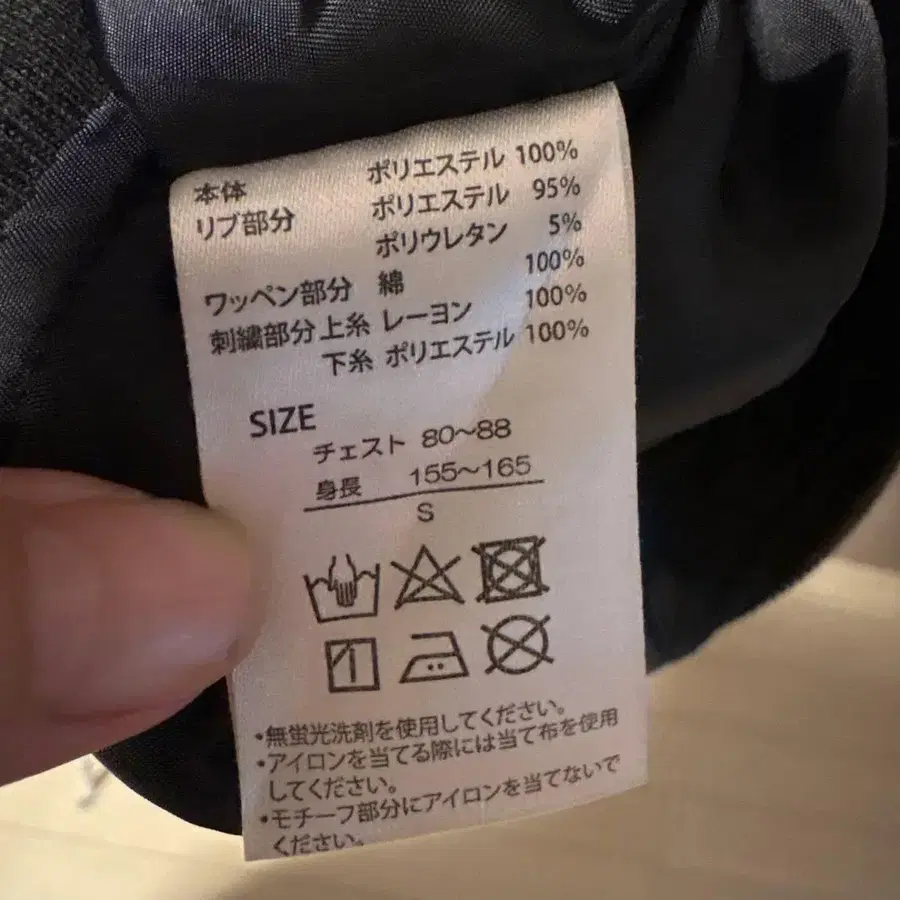 本体 ポリエステル 100%
リブ部分 ポリエステル 95%
ポリウレタン 5%
ワッペン部分 綿 100%
刺繍部分 上糸 レーヨン 100%
下糸 ポリエステル 100%
SIZE
チェスト 80～88
身長 155～165
S
・無蛍光洗剤を使用してください。
・アイロンを当てる際には当て布を使用
してください。
・モチーフ部分にアイロンを当てないで
ください。